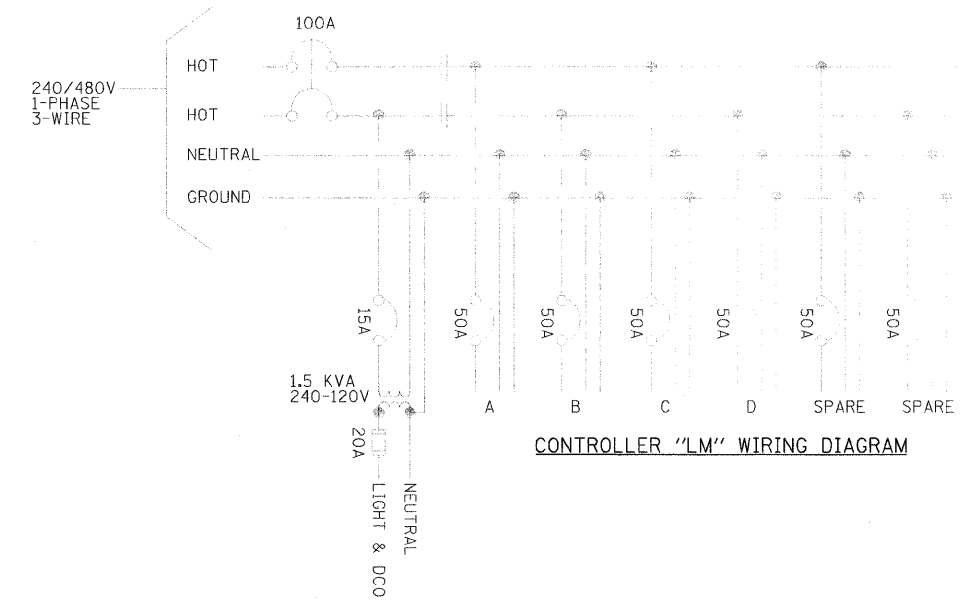 100A
240/480V
1-PHASE
3-WIRE
HOT
HOT
NEUTRAL
GROUND
15A
50A
50A
50A
50A
50A
50A
1.5 KVA
240-120V
A
B
C
D
SPARE
SPARE
20A
CONTROLLER "LM" WIRING DIAGRAM
LIGHT & DCO
NEUTRAL